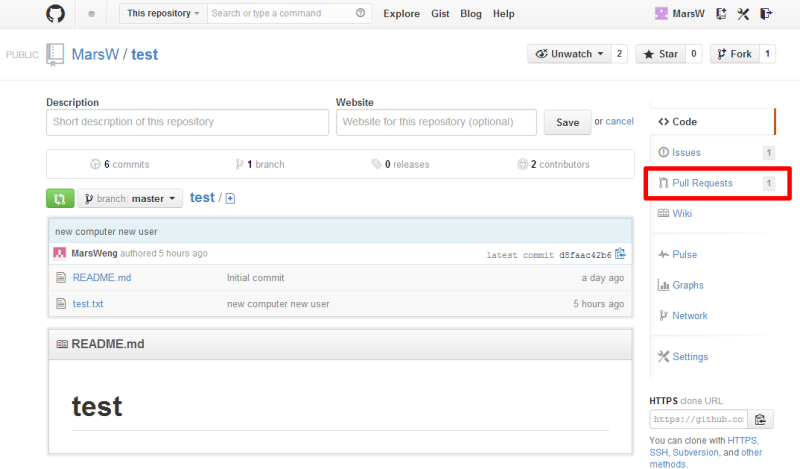 This repository
Search or type a command
Explore Gist Blog Help
MarsW
PUBLIC MarsW / test
Unwatch 2 Star 0 Fork 1
Description
Short description of this repository
Website
Website for this repository (optional)
Save or cancel
6 commits 1 branch 0 releases 2 contributors
branch: master test /
new computer new user
MarsWeng authored 5 hours ago latest commit d8faac42b6
README.md Initial commit a day ago
test.txt new computer new user 5 hours ago
README.md
test
Code
Issues 1
Pull Requests 1
Wiki
Pulse
Graphs
Network
Settings
HTTPS clone URL
https://github.co
You can clone with HTTPS,
SSH, Subversion, and other
methods.